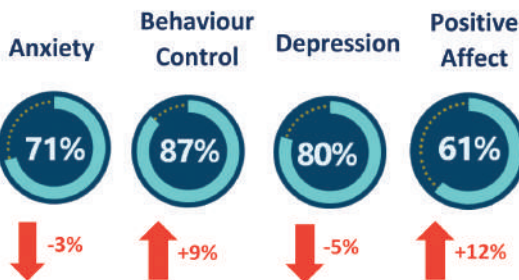 Anxiety
Behaviour
Control
Depression
Positive
Affect
71%
87%
80%
61%
-3%
+9%
-5%
+12%